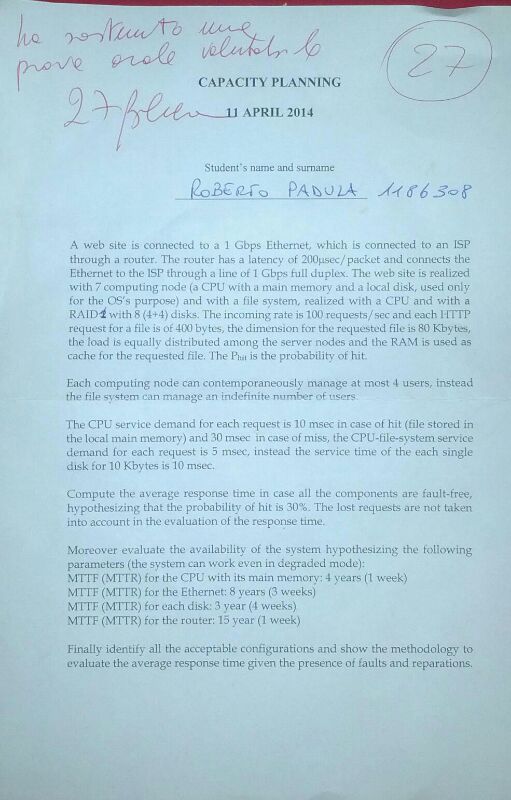 ha sostenuto una
prova orale valutabile
27
27
CAPACITY PLANNING
11 APRIL 2014
Student's name and surname
ROBERTO PADULA 1186308
A web site is connected to a 1 Gbps Ethernet, which is connected to an ISP
through a router. The router has a latency of 200µsec/packet and connects the
Ethernet to the ISP through a line of 1 Gbps full duplex. The web site is realized
with 7 computing node (a CPU with a main memory and a local disk, used only
for the OS's purpose) and with a file system, realized with a CPU and with a
RAID1 with 8 (4+4) disks. The incoming rate is 100 requests/sec and each HTTP
request for a file is of 400 bytes, the dimension for the requested file is 80 Kbytes,
the load is equally distributed among the server nodes and the RAM is used as
cache for the requested file. The Phit is the probability of hit.
Each computing node can contemporaneously manage at most 4 users, instead
the file system can manage an indefinite number of users.
The CPU service demand for each request is 10 msec in case of hit (file stored in
the local main memory) and 30 msec in case of miss, the CPU-file-system service
demand for each request is 5 msec, instead the service time of the each single
disk for 10 Kbytes is 10 msec.
Compute the average response time in case all the components are fault-free,
hypothesizing that the probability of hit is 30%. The lost requests are not taken
into account in the evaluation of the response time.
Moreover evaluate the availability of the system hypothesizing the following
parameters (the system can work even in degraded mode):
MTTF (MTTR) for the CPU with its main memory: 4 years (1 week)
MTTF (MTTR) for the Ethernet: 8 years (3 weeks)
MTTF (MTTR) for each disk: 3 year (4 weeks)
MTTF (MTTR) for the router: 15 year (1 week)
Finally identify all the acceptable configurations and show the methodology to
evaluate the average response time given the presence of faults and reparations.